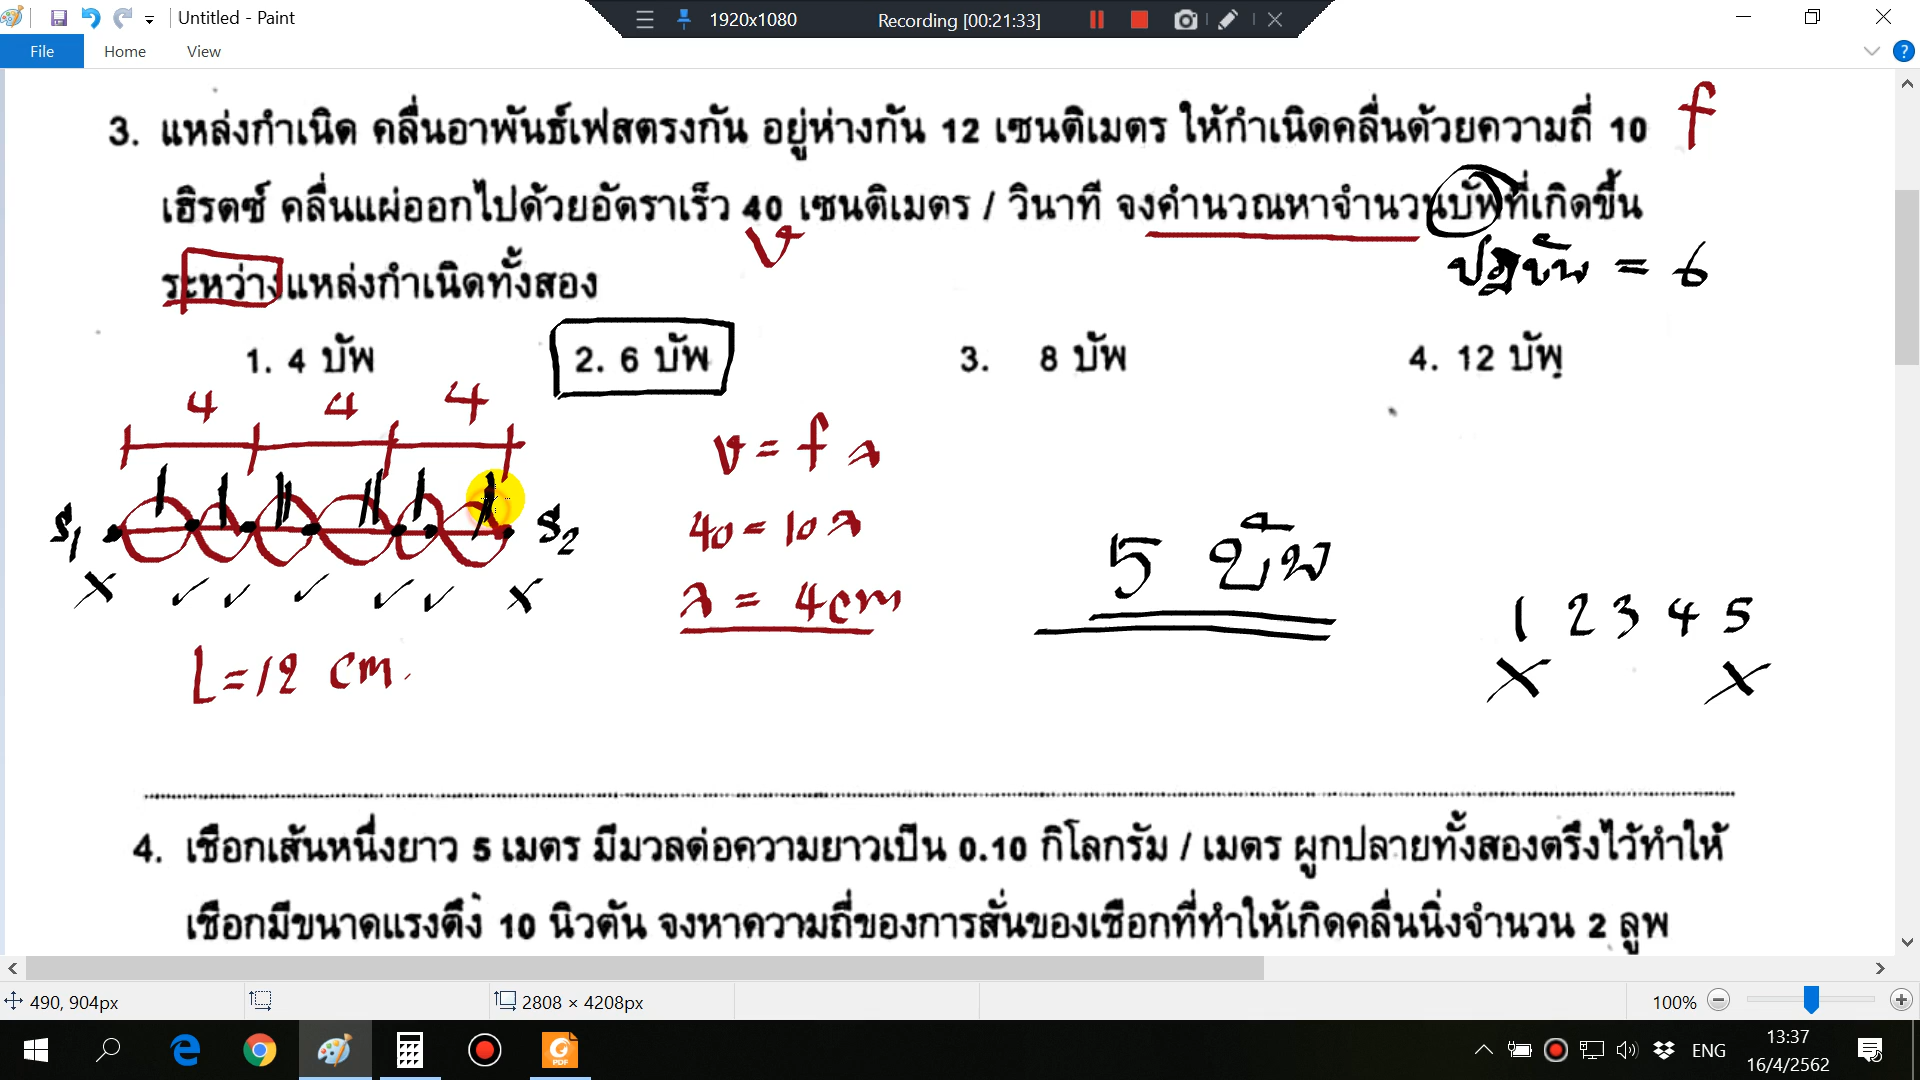 Untitled - Paint
1920x1080
Recording [00:21:33]
File Home View
3. แหล่งกำเนิด คลื่นอาพันธ์เฟสตรงกัน อยู่ห่างกัน 12 เซนติเมตร ให้กำเนิดคลื่นด้วยความถี่ 10 f
เฮิรตซ์ คลื่นแผ่ออกไปด้วยอัตราเร็ว 40 เซนติเมตร / วินาที จงคำนวณหาจำนวนบัพที่เกิดขึ้น
v
ปฏิบัพ = 6
ระหว่างแหล่งกำเนิดทั้งสอง
1. 4 บัพ 2. 6 บัพ 3. 8 บัพ 4. 12 บัพ
4 4 4
v = f λ
S1 S2
40 = 10 λ
5 บัพ
λ = 4 cm
1 2 3 4 5
L = 12 cm.
4. เชือกเส้นหนึ่งยาว 5 เมตร มีมวลต่อความยาวเป็น 0.10 กิโลกรัม / เมตร ผูกปลายทั้งสองตรึงไว้ทำให้
เชือกมีขนาดแรงตึง 10 นิวตัน จงหาความถี่ของการสั่นของเชือกที่ทำให้เกิดคลื่นนิ่งจำนวน 2 ลูพ
490, 904px
2808 × 4208px
100%
PDF
ENG
13:37
16/4/2562